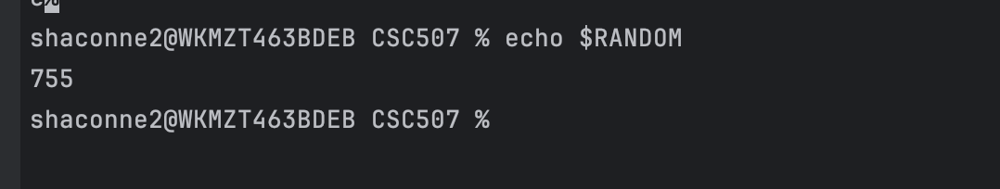 shaconne2@WKMZT463BDEB CSC507 % echo $RANDOM
755
shaconne2@WKMZT463BDEB CSC507 %